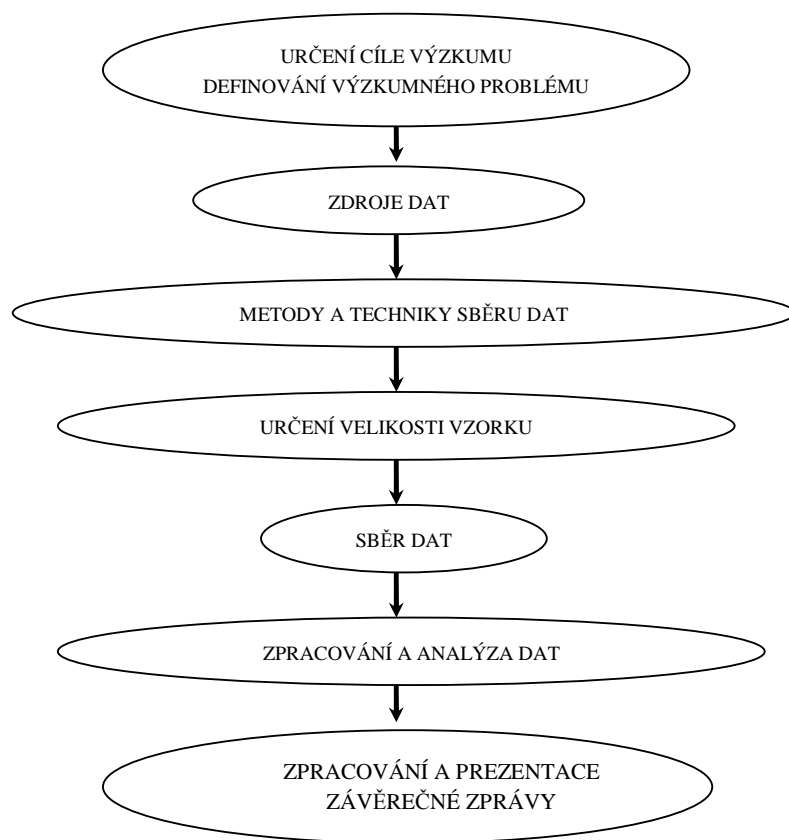 URČENÍ CÍLE VÝZKUMU
DEFINOVÁNÍ VÝZKUMNÉHO PROBLÉMU
ZDROJE DAT
METODY A TECHNIKY SBĚRU DAT
URČENÍ VELIKOSTI VZORKU
SBĚR DAT
ZPRACOVÁNÍ A ANALÝZA DAT
ZPRACOVÁNÍ A PREZENTACE
ZÁVĚREČNÉ ZPRÁVY